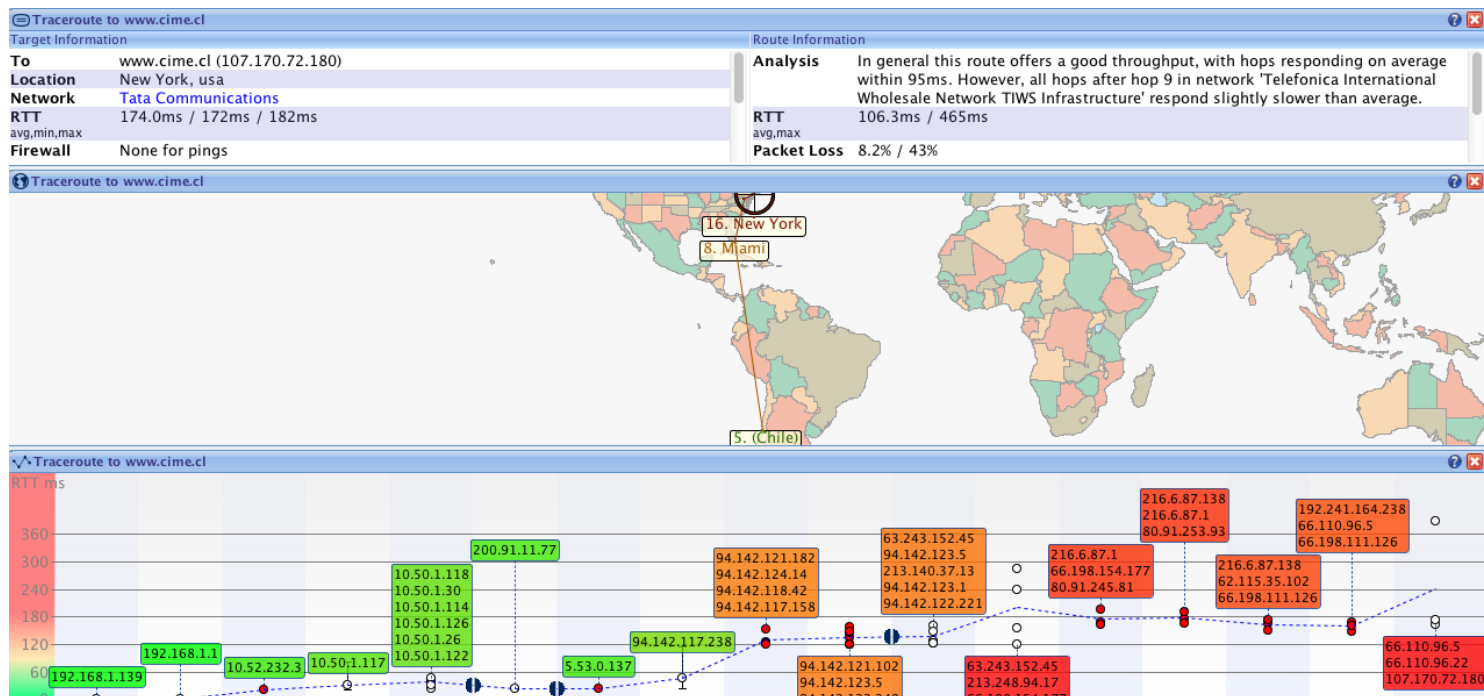 Traceroute to www.cime.cl
Target Information
To www.cime.cl (107.170.72.180)
Location New York, usa
Network Tata Communications
RTT 174.0ms / 172ms / 182ms
avg,min,max
Firewall None for pings
Route Information
Analysis In general this route offers a good throughput, with hops responding on average
within 95ms. However, all hops after hop 9 in network 'Telefonica International
Wholesale Network TIWS Infrastructure' respond slightly slower than average.
RTT 106.3ms / 465ms
avg,max
Packet Loss 8.2% / 43%
Traceroute to www.cime.cl
16. New York
8. Miami
5. (Chile)
Traceroute to www.cime.cl
RTT ms
360
300
240
180
120
60
192.168.1.139
192.168.1.1
10.52.232.3
10.50.1.117
10.50.1.118
10.50.1.30
10.50.1.114
10.50.1.126
10.50.1.26
10.50.1.122
200.91.11.77
5.53.0.137
94.142.117.238
94.142.121.182
94.142.124.14
94.142.118.42
94.142.117.158
94.142.121.102
94.142.123.5
63.243.152.45
94.142.123.5
213.140.37.13
94.142.123.1
94.142.122.221
63.243.152.45
213.248.94.17
216.6.87.1
66.198.154.177
80.91.245.81
216.6.87.138
216.6.87.1
80.91.253.93
216.6.87.138
62.115.35.102
66.198.111.126
192.241.164.238
66.110.96.5
66.198.111.126
66.110.96.5
66.110.96.22
107.170.72.180